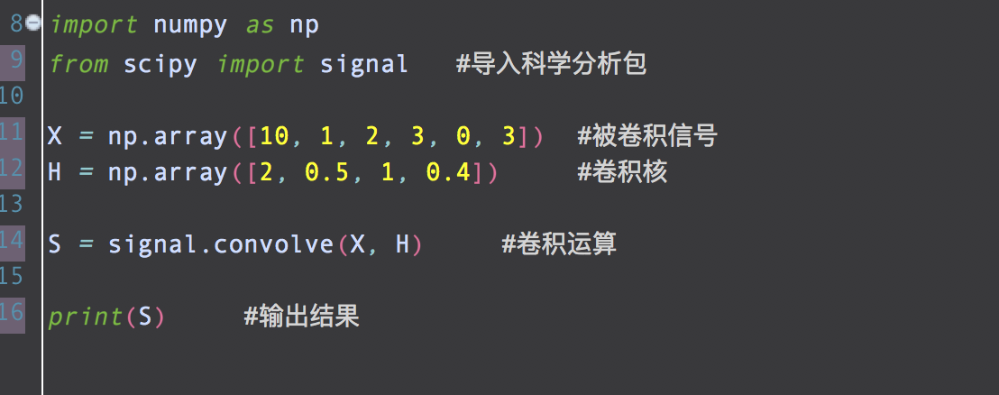 8 import numpy as np
9 from scipy import signal #导入科学分析包
10
11 X = np.array([10, 1, 2, 3, 0, 3]) #被卷积信号
12 H = np.array([2, 0.5, 1, 0.4]) #卷积核
13
14 S = signal.convolve(X, H) #卷积运算
15
16 print(S) #输出结果